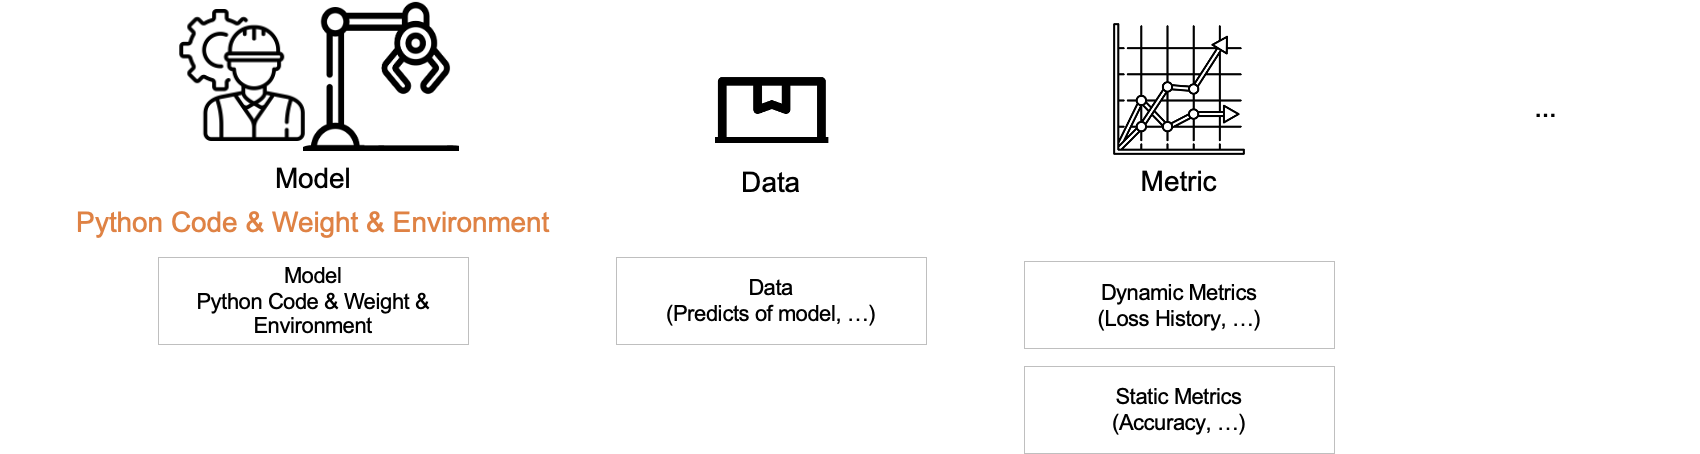 Model
Python Code & Weight & Environment
Model
Python Code & Weight &
Environment
Data
Data
(Predicts of model, …)
Metric
Dynamic Metrics
(Loss History, …)
Static Metrics
(Accuracy, …)
...